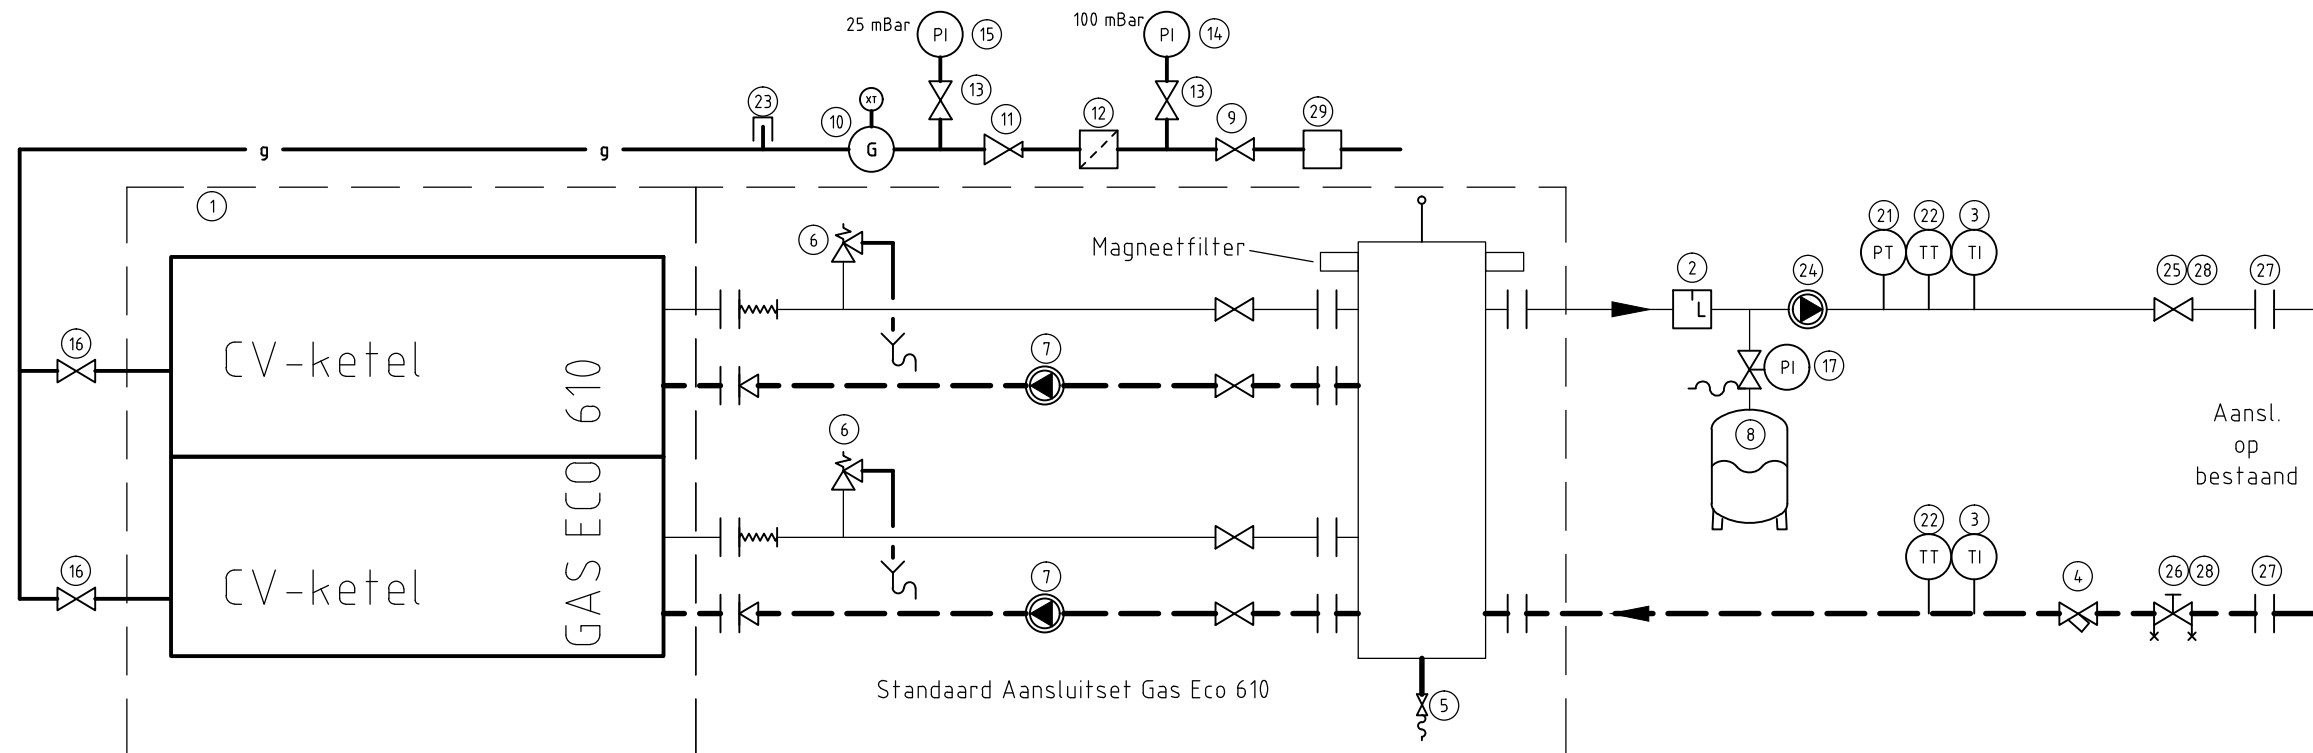 25 mBar
PI
15
100 mBar
PI
14
13
13
23
XT
10
11
12
9
29
G
g
g
1
6
Magneetfilter
21
22
3
PT
TT
TI
2
24
25
28
27
L
16
CV-ketel
7
PI
17
6
8
Aansl.
op
bestaand
GAS ECO 610
22
3
TT
TI
16
CV-ketel
7
4
26
28
27
Standaard Aansluitset Gas Eco 610
5